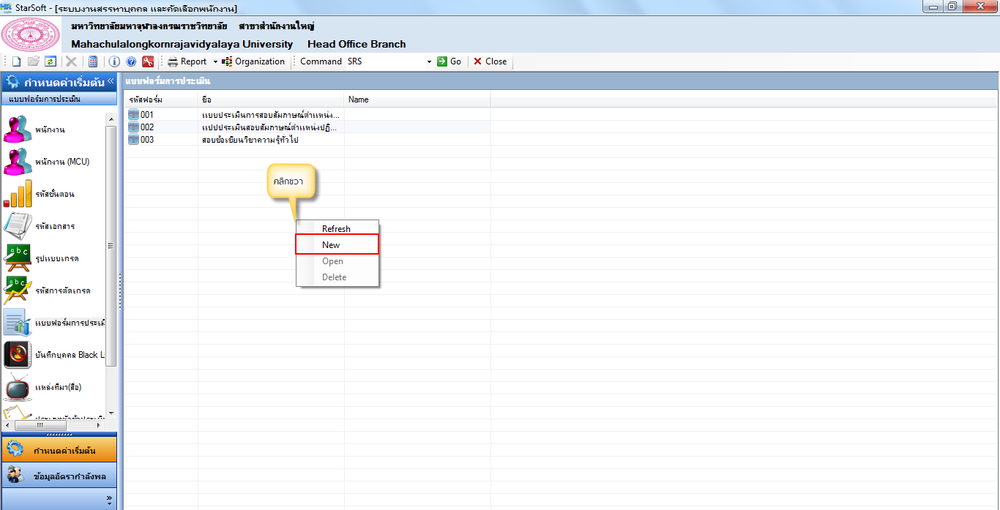 StarSoft - [ระบบงานสรรหาบุคคล และคัดเลือกพนักงาน]
มหาวิทยาลัยมหาจุฬาลงกรณราชวิทยาลัย สาขาสำนักงานใหญ่
Mahachulalongkornrajavidyalaya University Head Office Branch
Report Organization Command SRS Go Close
กำหนดค่าเริ่มต้น
แบบฟอร์มการประเมิน
พนักงาน
พนักงาน (MCU)
รหัสขั้นตอน
รหัสเอกสาร
รูปแบบเกรด
รหัสการตัดเกรด
แบบฟอร์มการประเมิ
บันทึกบุคคล Black Li
แหล่งที่มา(สื่อ)
กำหนดค่าเริ่มต้น
ข้อมูลอัตรากำลังพล
แบบฟอร์มการประเมิน
รหัสฟอร์ม ชื่อ Name
001 แบบประเมินการสอบสัมภาษณ์ตำแหน่ง...
002 แปปประเมินสอบสัมภาษณ์ตำแหน่งปฏิ...
003 สอบข้อเขียนวิชาความรู้ทั่วไป
คลิกขวา
Refresh
New
Open
Delete